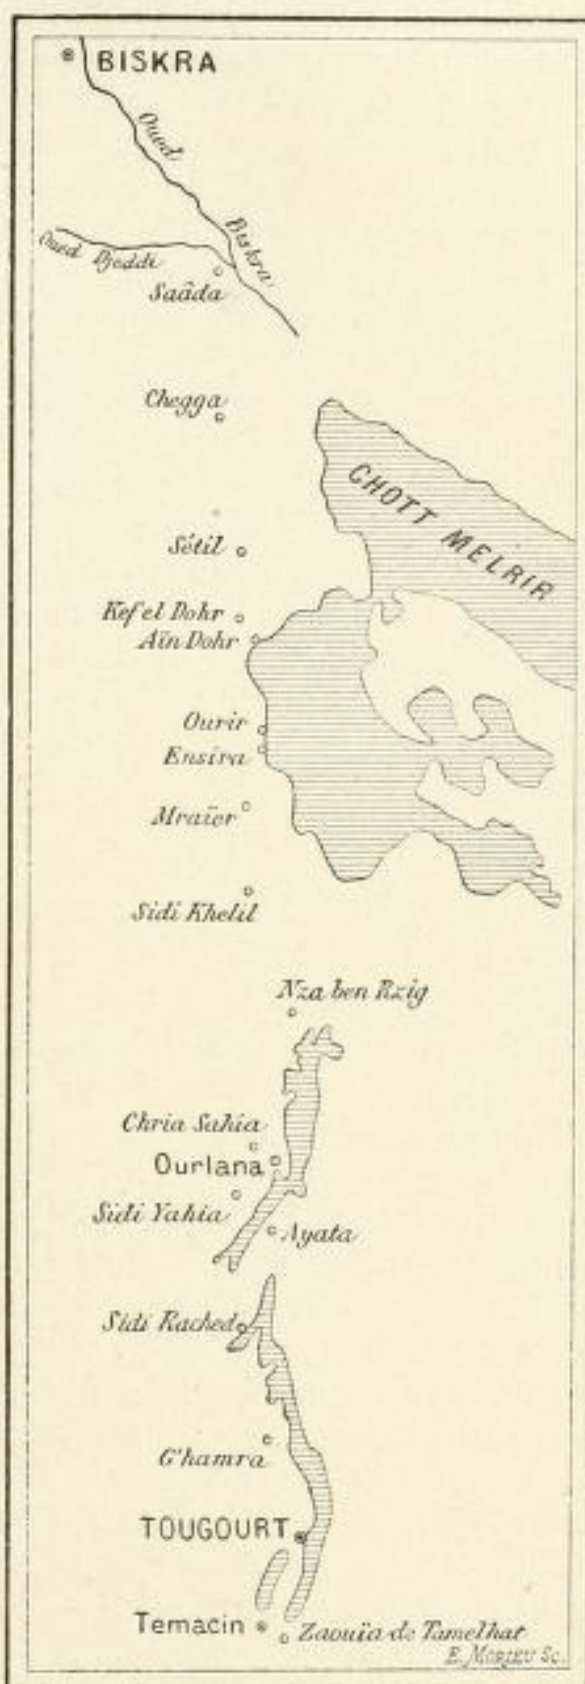 BISKRA
Oued
Biskra
Oued Djeddi
Saâda
Chegga
CHOTT MELRIR
Sétil
Kef el Dohr
Aïn Dohr
Ourir
Ensira
Mraïer
Sidi Khelil
Nza ben Rzig
Chria Sahia
Ourlana
Sidi Yahia
Ayata
Sidi Rached
G'hamra
TOUGOURT
Temacin
Zaouïa de Tamelhat
E. MORIEU Sc.